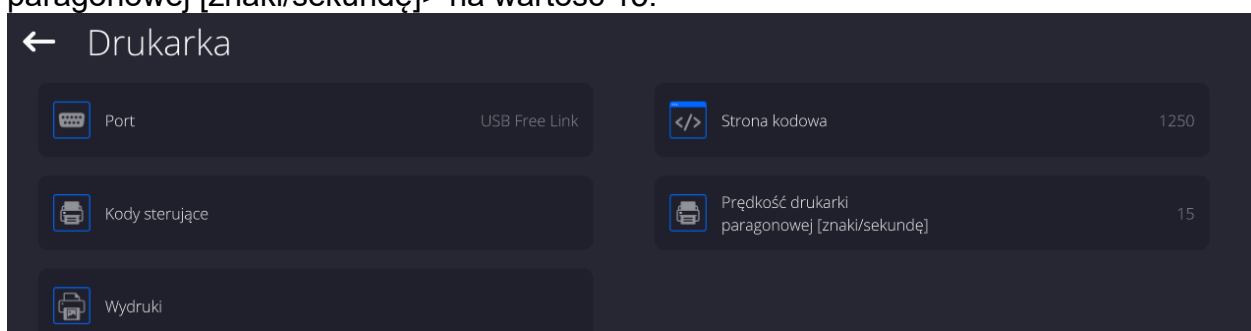 paragonowej [znaki/sekundę]> na wartość 15.
Drukarka
Port USB Free Link
Strona kodowa 1250
Kody sterujące
Prędkość drukarki
paragonowej [znaki/sekundę] 15
Wydruki